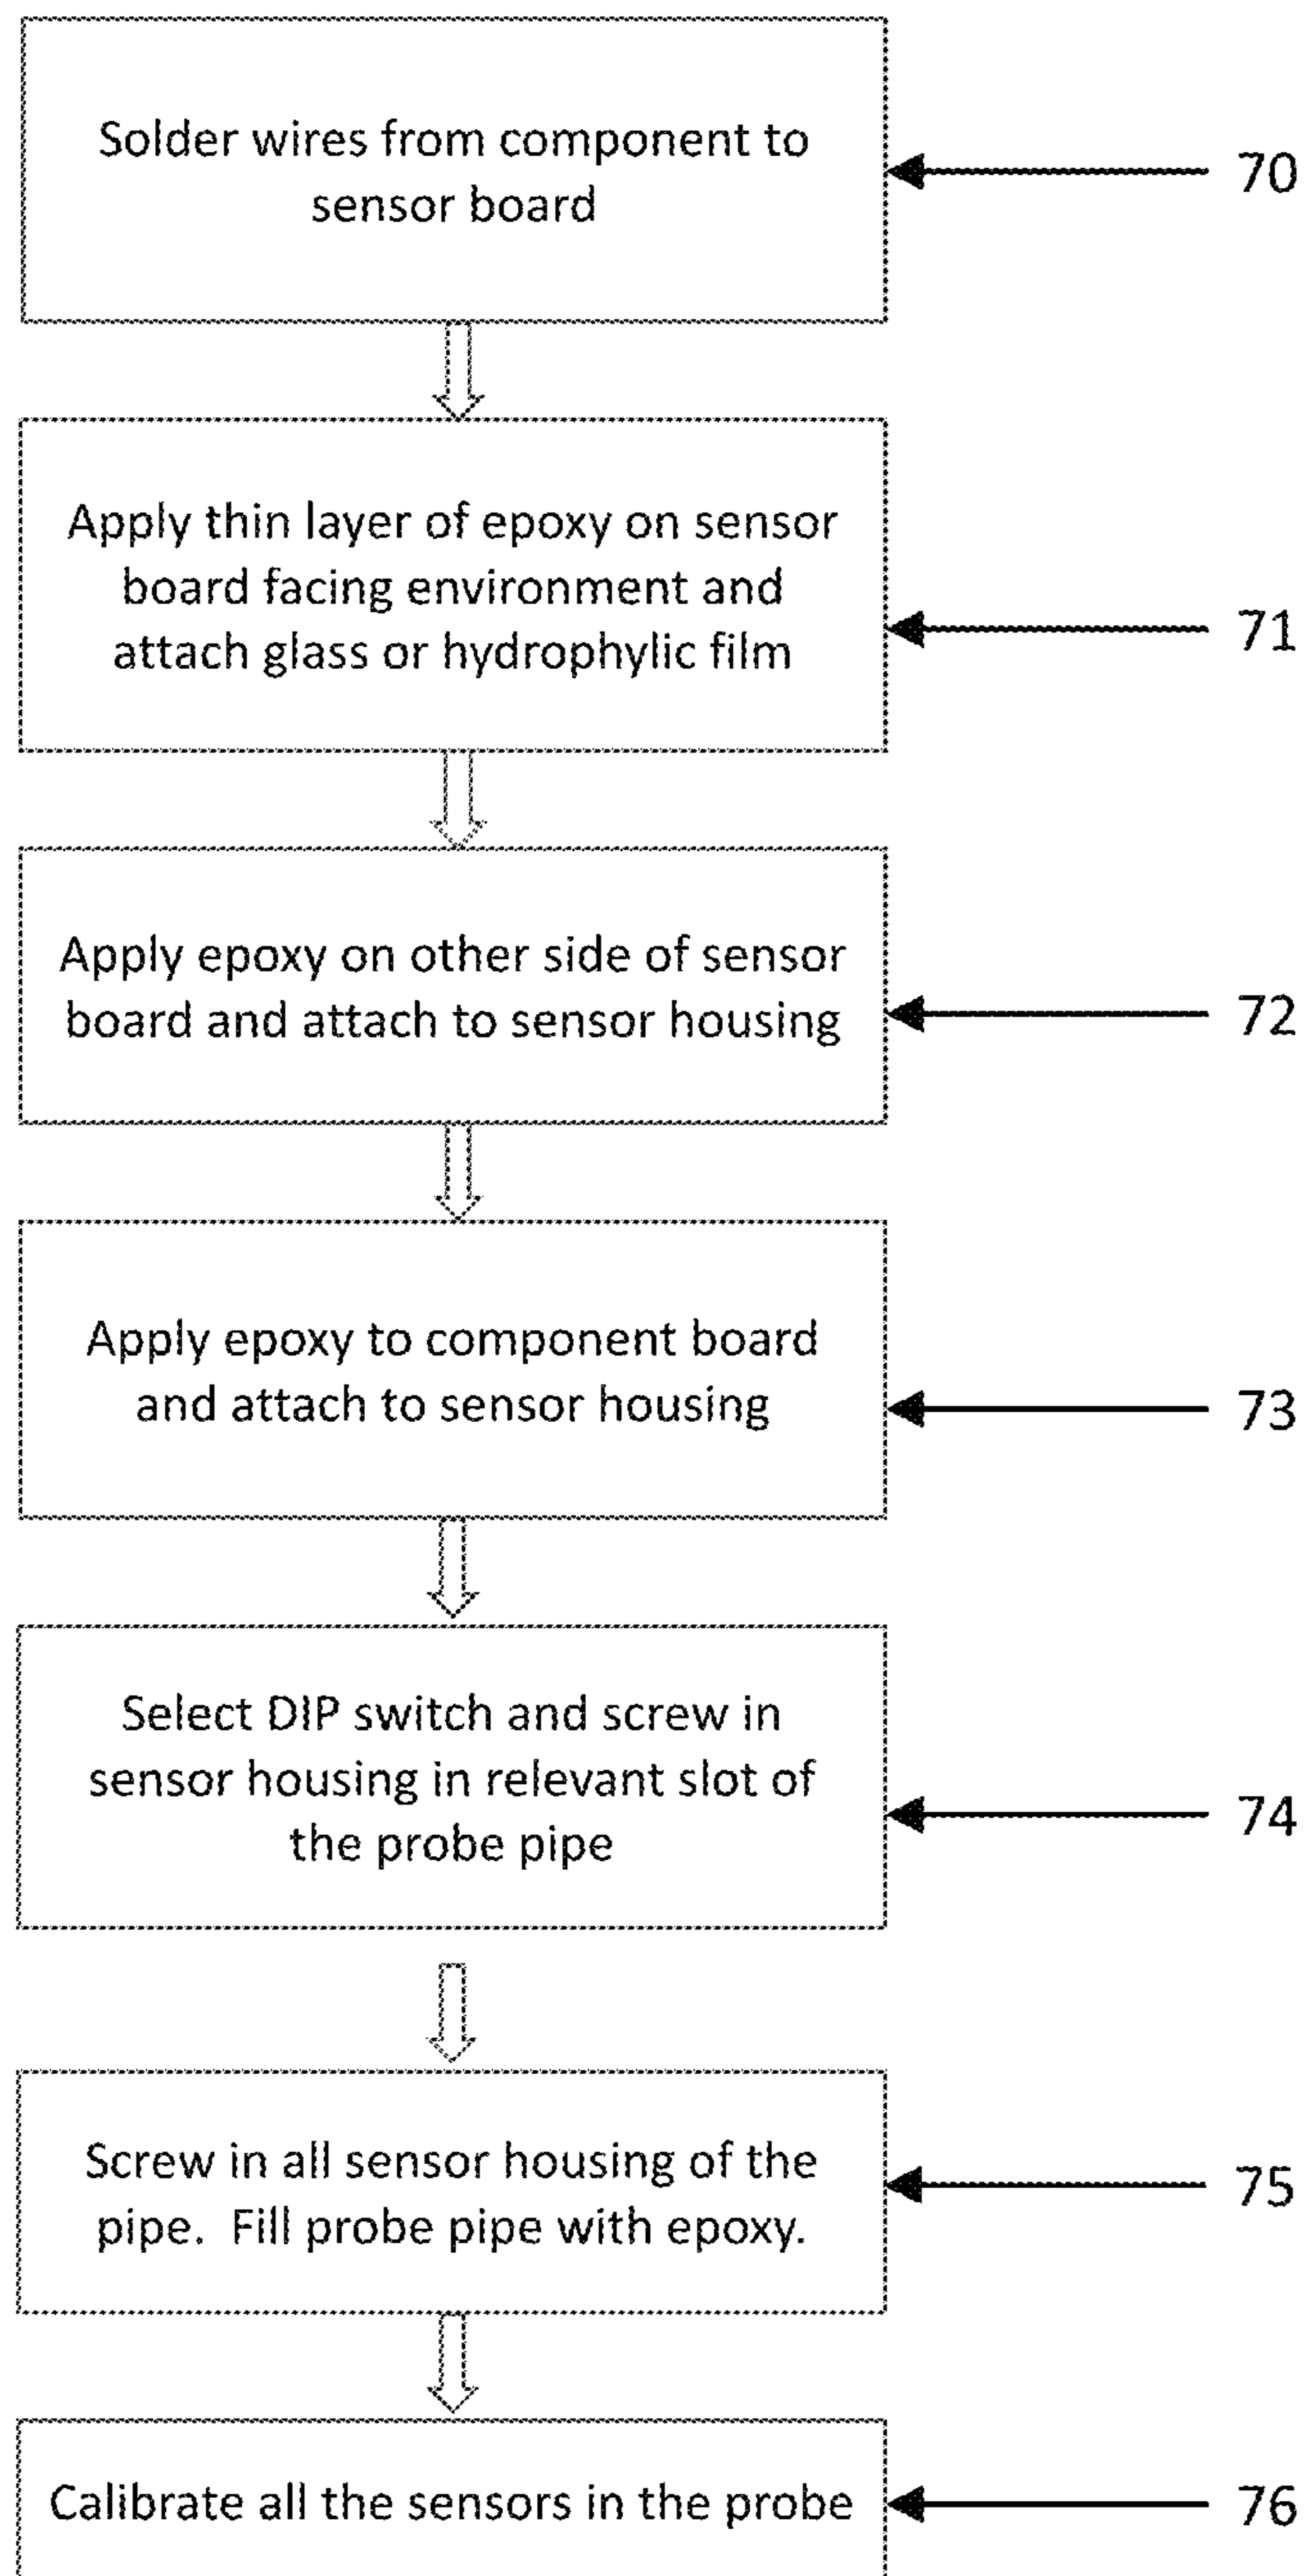 Solder wires from component to
sensor board
70
Apply thin layer of epoxy on sensor
board facing environment and
attach glass or hydrophylic film
71
Apply epoxy on other side of sensor
board and attach to sensor housing
72
Apply epoxy to component board
and attach to sensor housing
73
Select DIP switch and screw in
sensor housing in relevant slot of
the probe pipe
74
Screw in all sensor housing of the
pipe.  Fill probe pipe with epoxy.
75
Calibrate all the sensors in the probe
76